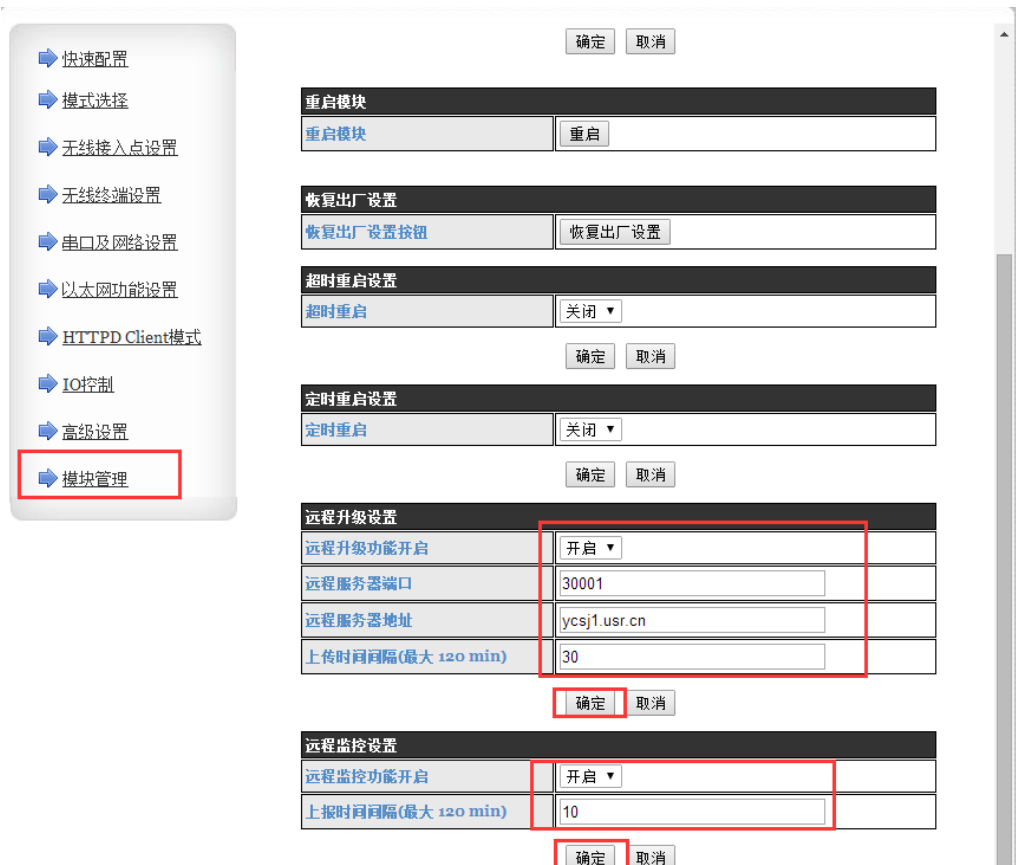 快速配置
模式选择
无线接入点设置
无线终端设置
串口及网络设置
以太网功能设置
HTTPD Client模式
IO控制
高级设置
模块管理
确定 取消
重启模块
重启模块 重启
恢复出厂设置
恢复出厂设置按钮 恢复出厂设置
超时重启设置
超时重启 关闭
确定 取消
定时重启设置
定时重启 关闭
确定 取消
远程升级设置
远程升级功能开启 开启
远程服务器端口 30001
远程服务器地址 ycsj1.usr.cn
上传时间间隔(最大 120 min) 30
确定 取消
远程监控设置
远程监控功能开启 开启
上报时间间隔(最大 120 min) 10
确定 取消